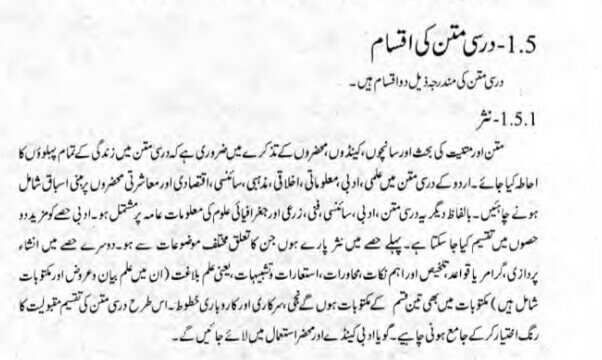 1.5- درسی متن کی اقسام
درسی متن کی مندرجہ ذیل دو اقسام ہیں۔
1.5.1- نثر
متن اور متنیت کی بحث اور سانچوں، کینڈوں، محضروں کے تذکرے میں ضروری ہے کہ درسی متن میں زندگی کے تمام پہلوؤں کا
احاطہ کیا جائے۔ اردو کے درسی متن میں علمی، ادبی، معلوماتی، اخلاقی، مذہبی، سائنسی، اقتصادی اور معاشرتی محضروں پر مبنی اسباق شامل
ہونے چاہئیں۔ بالفاظ دیگر یہ درسی متن، ادبی، سائنسی، فنی، زرعی اور جغرافیائی علوم کی معلومات عامہ پر مشتمل ہو۔ ادبی حصے کو مزید دو
حصوں میں تقسیم کیا جا سکتا ہے۔ پہلے حصے میں نثر پارے ہوں جن کا تعلق مختلف موضوعات سے ہو۔ دوسرے حصے میں انشاء
پردازی، گرامر یا قواعد، تلخیص اور اہم نکات، محاورات، استعارات و تشبیہات، یعنی علم بلاغت (ان میں علم بیان و عروض اور مکتوبات
شامل ہیں) مکتوبات میں بھی تین قسم کے مکتوبات ہوں گے نجی، سرکاری اور کاروباری خطوط۔ اس طرح درسی متن کی تقسیم مقبولیت کا
رنگ اختیار کر کے جامع ہونی چاہیے۔ گویا ادبی کینڈے اور محضر استعمال میں لائے جائیں گے۔